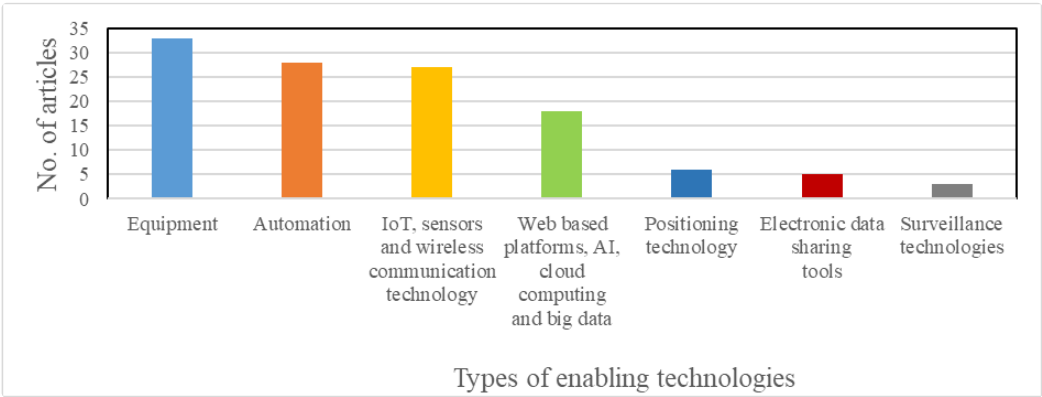 No. of articles
35
30
25
20
15
10
5
0
Equipment
Automation
IoT, sensors
and wireless
communication
technology
Web based
platforms, AI,
cloud
computing
and big data
Positioning
technology
Electronic data
sharing
tools
Surveillance
technologies
Types of enabling technologies